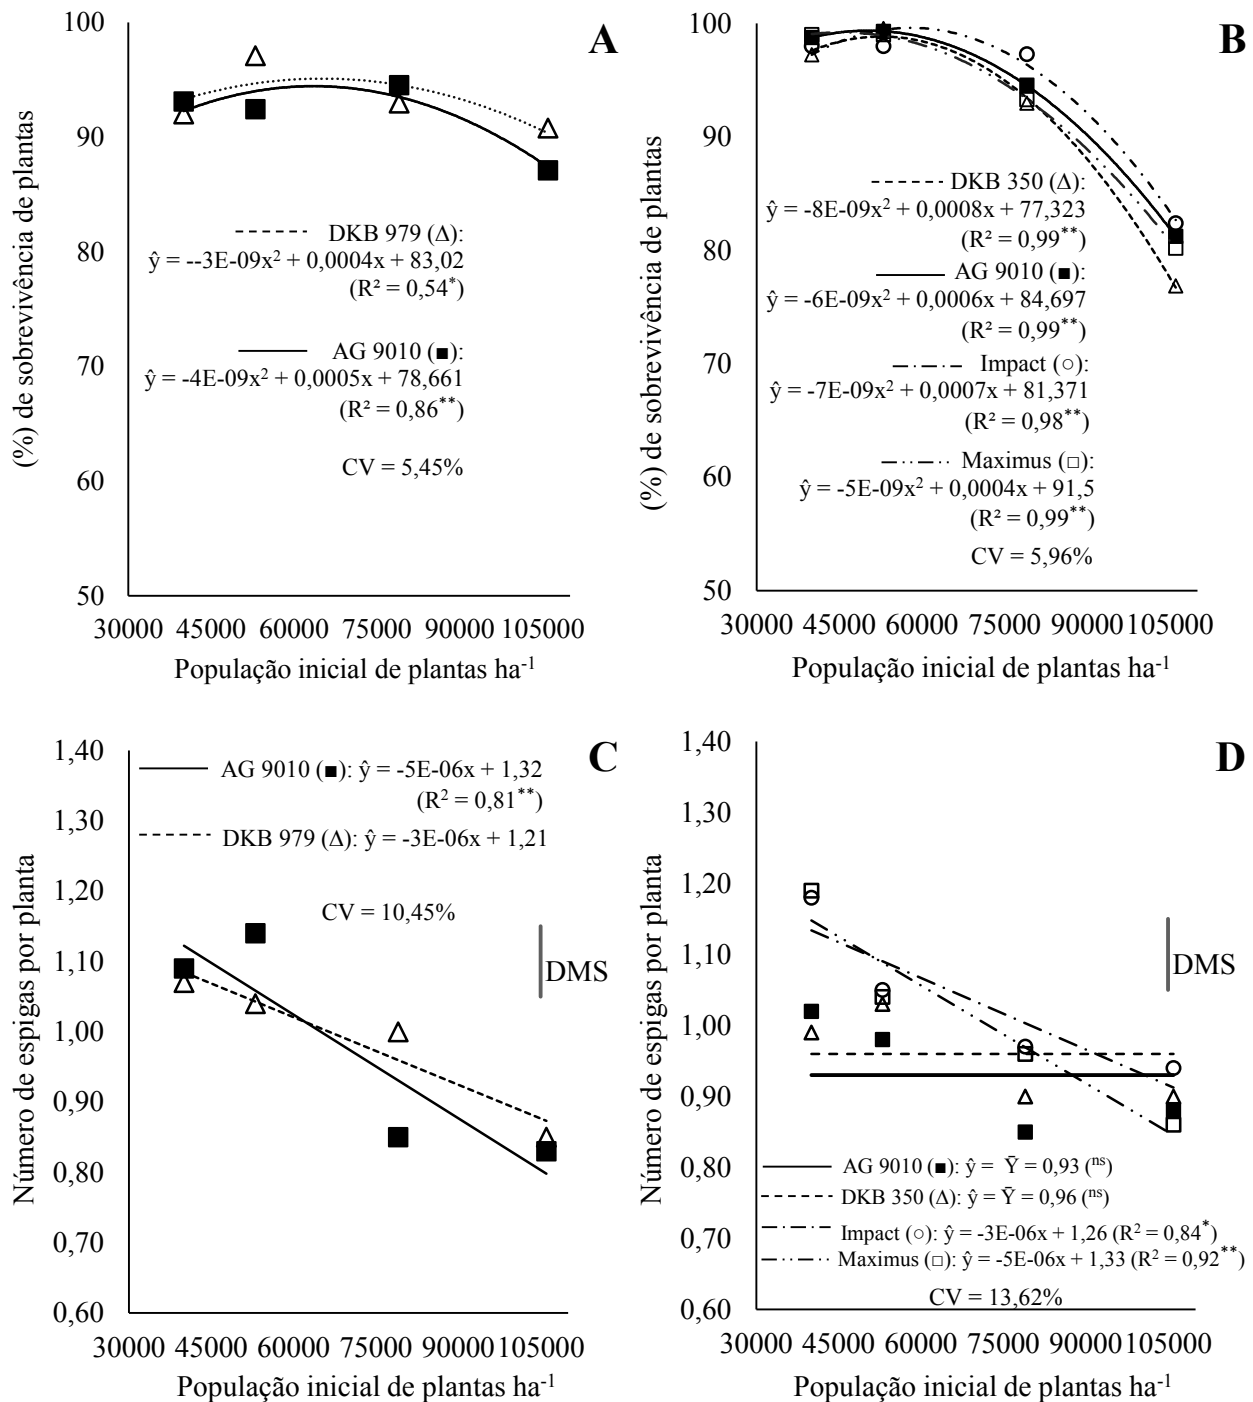 A
(%) de sobrevivência de plantas
100
90
80
70
60
50
DKB 979 (Δ):
ŷ = --3E-09x² + 0,0004x + 83,02
(R² = 0,54*)
AG 9010 (■):
ŷ = -4E-09x² + 0,0005x + 78,661
(R² = 0,86**)
CV = 5,45%
30000 45000 60000 75000 90000 105000
População inicial de plantas ha⁻¹
B
(%) de sobrevivência de plantas
100
90
80
70
60
50
DKB 350 (Δ):
ŷ = -8E-09x² + 0,0008x + 77,323
(R² = 0,99**)
AG 9010 (■):
ŷ = -6E-09x² + 0,0006x + 84,697
(R² = 0,99**)
Impact (○):
ŷ = -7E-09x² + 0,0007x + 81,371
(R² = 0,98**)
Maximus (□):
ŷ = -5E-09x² + 0,0004x + 91,5
(R² = 0,99**)
CV = 5,96%
30000 45000 60000 75000 90000 105000
População inicial de plantas ha⁻¹
C
Número de espigas por planta
1,40
1,30
1,20
1,10
1,00
0,90
0,80
0,70
0,60
AG 9010 (■): ŷ = -5E-06x + 1,32
(R² = 0,81**)
DKB 979 (Δ): ŷ = -3E-06x + 1,21
CV = 10,45%
DMS
30000 45000 60000 75000 90000 105000
População inicial de plantas ha⁻¹
D
Número de espigas por planta
1,40
1,30
1,20
1,10
1,00
0,90
0,80
0,70
0,60
DMS
AG 9010 (■): ŷ = Ȳ = 0,93 (ns)
DKB 350 (Δ): ŷ = Ȳ = 0,96 (ns)
Impact (○): ŷ = -3E-06x + 1,26 (R² = 0,84*)
Maximus (□): ŷ = -5E-06x + 1,33 (R² = 0,92**)
CV = 13,62%
30000 45000 60000 75000 90000 105000
População inicial de plantas ha⁻¹